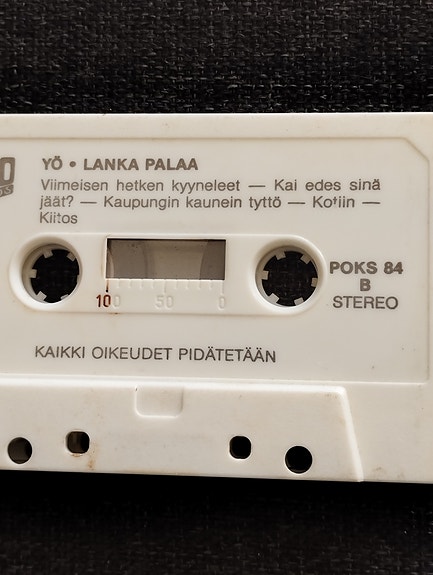 YÖ • LANKA PALAA
Viimeisen hetken kyyneleet — Kai edes sinä
jäät? — Kaupungin kaunein tyttö — Kotiin —
Kiitos
POKS 84
B
STEREO
100 50 0
KAIKKI OIKEUDET PIDÄTETÄÄN